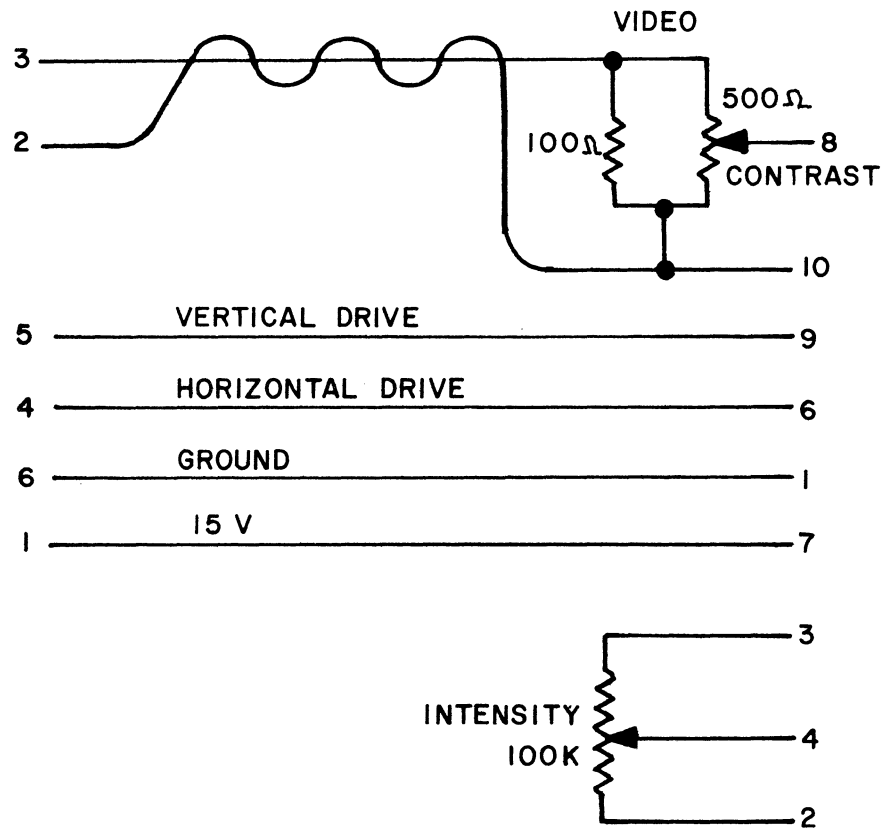 VIDEO
3
500Ω
2
100Ω
8
CONTRAST
10
VERTICAL DRIVE
5
9
HORIZONTAL DRIVE
4
6
GROUND
6
1
15 V
1
7
3
INTENSITY
4
100K
2